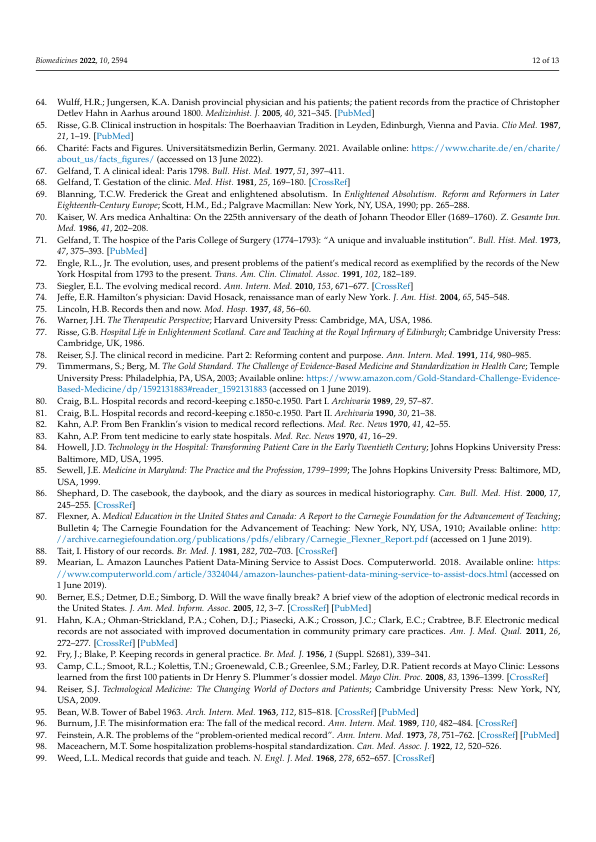 Biomedicines 2022, 10, 2594
12 of 13
64. Wulff, H.R.; Jungersen, K.A. Danish provincial physician and his patients; the patient records from the practice of Christopher
Detlev Hahn in Aarhus around 1800. Medizinhist. J. 2005, 40, 321–345. [PubMed]
65. Risse, G.B. Clinical instruction in hospitals: The Boerhaavian Tradition in Leyden, Edinburgh, Vienna and Pavia. Clio Med. 1987,
21, 1–19. [PubMed]
66. Charité: Facts and Figures. Universitätsmedizin Berlin, Germany. 2021. Available online: https://www.charite.de/en/charite/
about_us/facts_figures/ (accessed on 13 June 2022).
67. Gelfand, T. A clinical ideal: Paris 1798. Bull. Hist. Med. 1977, 51, 397–411.
68. Gelfand, T. Gestation of the clinic. Med. Hist. 1981, 25, 169–180. [CrossRef]
69. Blanning, T.C.W. Frederick the Great and enlightened absolutism. In Enlightened Absolutism. Reform and Reformers in Later
Eighteenth-Century Europe; Scott, H.M., Ed.; Palgrave Macmillan: New York, NY, USA, 1990; pp. 265–288.
70. Kaiser, W. Ars medica Anhaltina: On the 225th anniversary of the death of Johann Theodor Eller (1689–1760). Z. Gesamte Inn.
Med. 1986, 41, 202–208.
71. Gelfand, T. The hospice of the Paris College of Surgery (1774–1793): “A unique and invaluable institution”. Bull. Hist. Med. 1973,
47, 375–393. [PubMed]
72. Engle, R.L., Jr. The evolution, uses, and present problems of the patient’s medical record as exemplified by the records of the New
York Hospital from 1793 to the present. Trans. Am. Clin. Climatol. Assoc. 1991, 102, 182–189.
73. Siegler, E.L. The evolving medical record. Ann. Intern. Med. 2010, 153, 671–677. [CrossRef]
74. Jeffe, E.R. Hamilton’s physician: David Hosack, renaissance man of early New York. J. Am. Hist. 2004, 65, 545–548.
75. Lincoln, H.B. Records then and now. Mod. Hosp. 1937, 48, 56–60.
76. Warner, J.H. The Therapeutic Perspective; Harvard University Press: Cambridge, MA, USA, 1986.
77. Risse, G.B. Hospital Life in Enlightenment Scotland. Care and Teaching at the Royal Infirmary of Edinburgh; Cambridge University Press:
Cambridge, UK, 1986.
78. Reiser, S.J. The clinical record in medicine. Part 2: Reforming content and purpose. Ann. Intern. Med. 1991, 114, 980–985.
79. Timmermans, S.; Berg, M. The Gold Standard. The Challenge of Evidence-Based Medicine and Standardization in Health Care; Temple
University Press: Philadelphia, PA, USA, 2003; Available online: https://www.amazon.com/Gold-Standard-Challenge-Evidence-
Based-Medicine/dp/1592131883#reader_1592131883 (accessed on 1 June 2019).
80. Craig, B.L. Hospital records and record-keeping c.1850-c.1950. Part I. Archivaria 1989, 29, 57–87.
81. Craig, B.L. Hospital records and record-keeping c.1850-c.1950. Part II. Archivaria 1990, 30, 21–38.
82. Kahn, A.P. From Ben Franklin’s vision to medical record reflections. Med. Rec. News 1970, 41, 42–55.
83. Kahn, A.P. From tent medicine to early state hospitals. Med. Rec. News 1970, 41, 16–29.
84. Howell, J.D. Technology in the Hospital: Transforming Patient Care in the Early Twentieth Century; Johns Hopkins University Press:
Baltimore, MD, USA, 1995.
85. Sewell, J.E. Medicine in Maryland: The Practice and the Profession, 1799–1999; The Johns Hopkins University Press: Baltimore, MD,
USA, 1999.
86. Shephard, D. The casebook, the daybook, and the diary as sources in medical historiography. Can. Bull. Med. Hist. 2000, 17,
245–255. [CrossRef]
87. Flexner, A. Medical Education in the United States and Canada: A Report to the Carnegie Foundation for the Advancement of Teaching;
Bulletin 4; The Carnegie Foundation for the Advancement of Teaching: New York, NY, USA, 1910; Available online: http:
//archive.carnegiefoundation.org/publications/pdfs/elibrary/Carnegie_Flexner_Report.pdf (accessed on 1 June 2019).
88. Tait, I. History of our records. Br. Med. J. 1981, 282, 702–703. [CrossRef]
89. Mearian, L. Amazon Launches Patient Data-Mining Service to Assist Docs. Computerworld. 2018. Available online: https:
//www.computerworld.com/article/3324044/amazon-launches-patient-data-mining-service-to-assist-docs.html (accessed on
1 June 2019).
90. Berner, E.S.; Detmer, D.E.; Simborg, D. Will the wave finally break? A brief view of the adoption of electronic medical records in
the United States. J. Am. Med. Inform. Assoc. 2005, 12, 3–7. [CrossRef] [PubMed]
91. Hahn, K.A.; Ohman-Strickland, P.A.; Cohen, D.J.; Piasecki, A.K.; Crosson, J.C.; Clark, E.C.; Crabtree, B.F. Electronic medical
records are not associated with improved documentation in community primary care practices. Am. J. Med. Qual. 2011, 26,
272–277. [CrossRef] [PubMed]
92. Fry, J.; Blake, P. Keeping records in general practice. Br. Med. J. 1956, 1 (Suppl. S2681), 339–341.
93. Camp, C.L.; Smoot, R.L.; Kolettis, T.N.; Groenewald, C.B.; Greenlee, S.M.; Farley, D.R. Patient records at Mayo Clinic: Lessons
learned from the first 100 patients in Dr Henry S. Plummer’s dossier model. Mayo Clin. Proc. 2008, 83, 1396–1399. [CrossRef]
94. Reiser, S.J. Technological Medicine: The Changing World of Doctors and Patients; Cambridge University Press: New York, NY,
USA, 2009.
95. Bean, W.B. Tower of Babel 1963. Arch. Intern. Med. 1963, 112, 815–818. [CrossRef] [PubMed]
96. Burnum, J.F. The misinformation era: The fall of the medical record. Ann. Intern. Med. 1989, 110, 482–484. [CrossRef]
97. Feinstein, A.R. The problems of the “problem-oriented medical record”. Ann. Intern. Med. 1973, 78, 751–762. [CrossRef] [PubMed]
98. Maceachern, M.T. Some hospitalization problems-hospital standardization. Can. Med. Assoc. J. 1922, 12, 520–526.
99. Weed, L.L. Medical records that guide and teach. N. Engl. J. Med. 1968, 278, 652–657. [CrossRef]